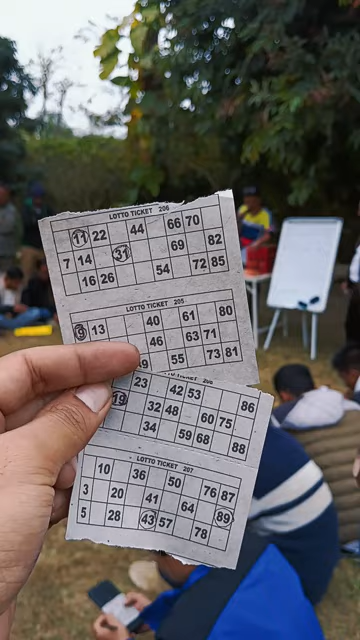 LOTTO TICKET 206
11 22 44 66 70
7 14 31 69 82
16 26 54 72 85
LOTTO TICKET 205
9 13 40 61 80
46 63 71
55 73 81
23 42 53 86
19 32 48 60 75
34 59 68 88
LOTTO TICKET 207
10 36 50 76 87
3 20 41 64 89
5 28 43 57 78